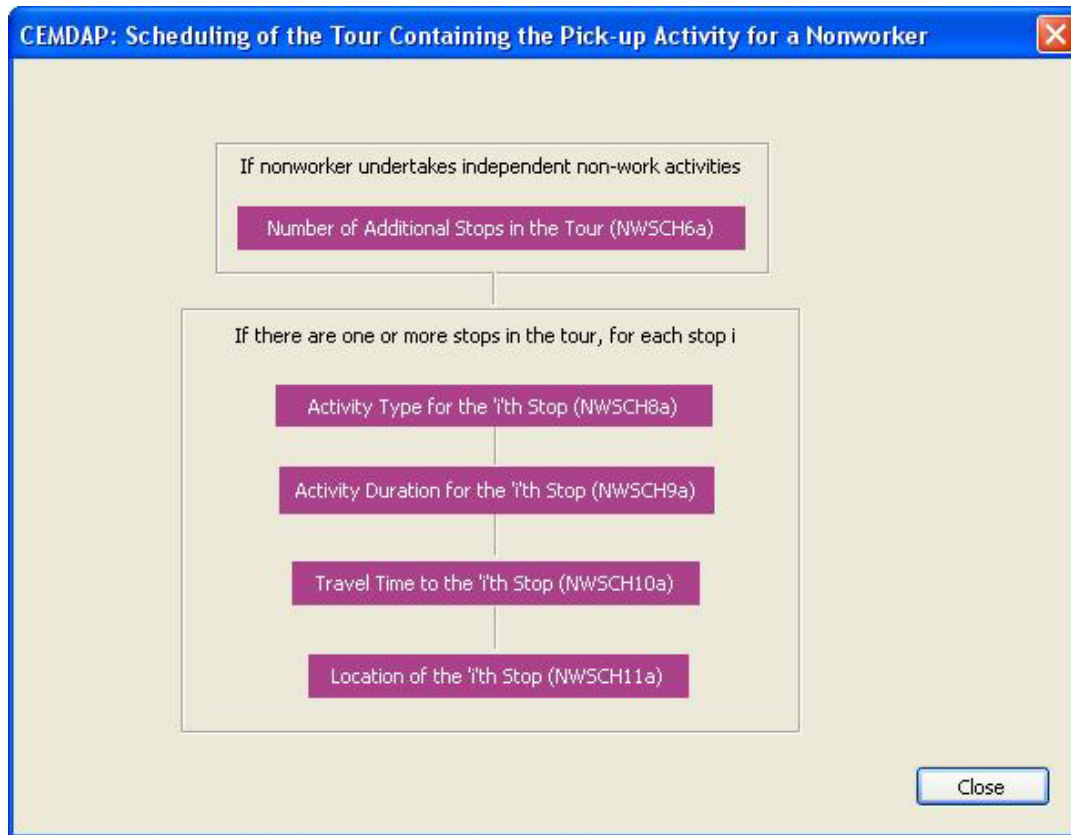 CEMDAP: Scheduling of the Tour Containing the Pick-up Activity for a Nonworker
If nonworker undertakes independent non-work activities
Number of Additional Stops in the Tour (NWSCH6a)
If there are one or more stops in the tour, for each stop i
Activity Type for the 'i'th Stop (NWSCH8a)
Activity Duration for the 'i'th Stop (NWSCH9a)
Travel Time to the 'i'th Stop (NWSCH10a)
Location of the 'i'th Stop (NWSCH11a)
Close